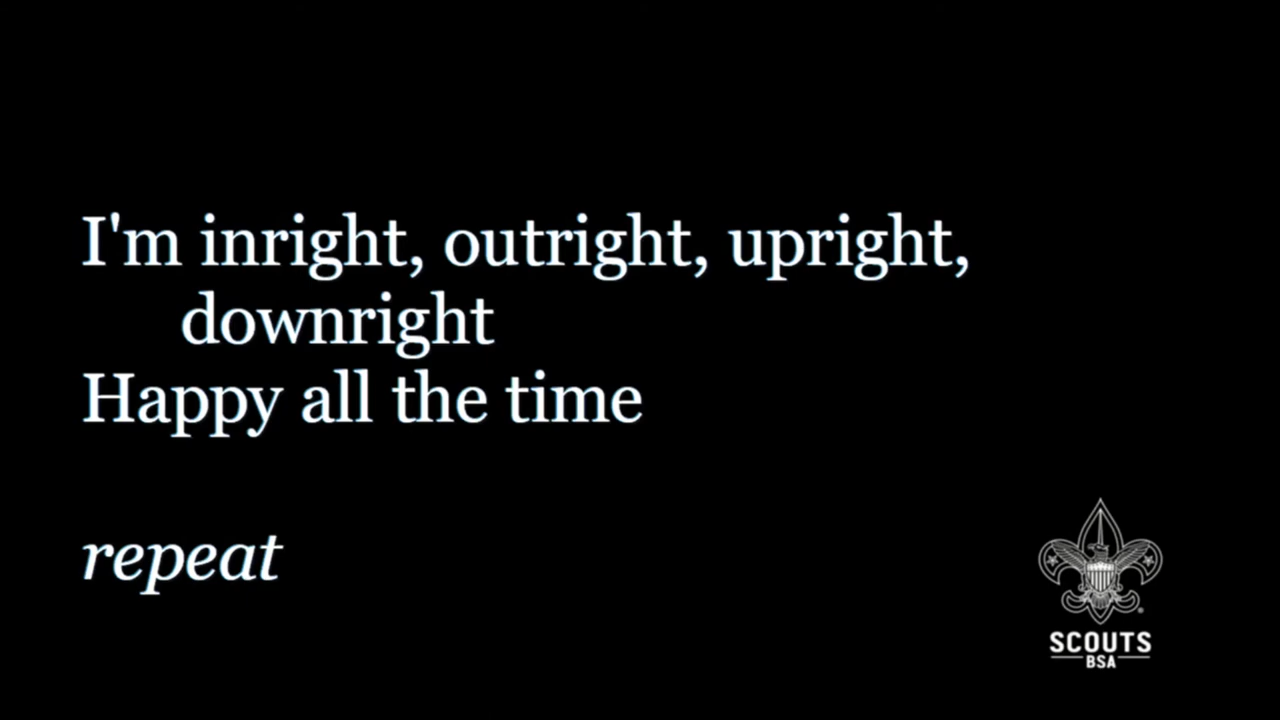 I'm inright, outright, upright,
downright
Happy all the time
repeat
SCOUTS
BSA